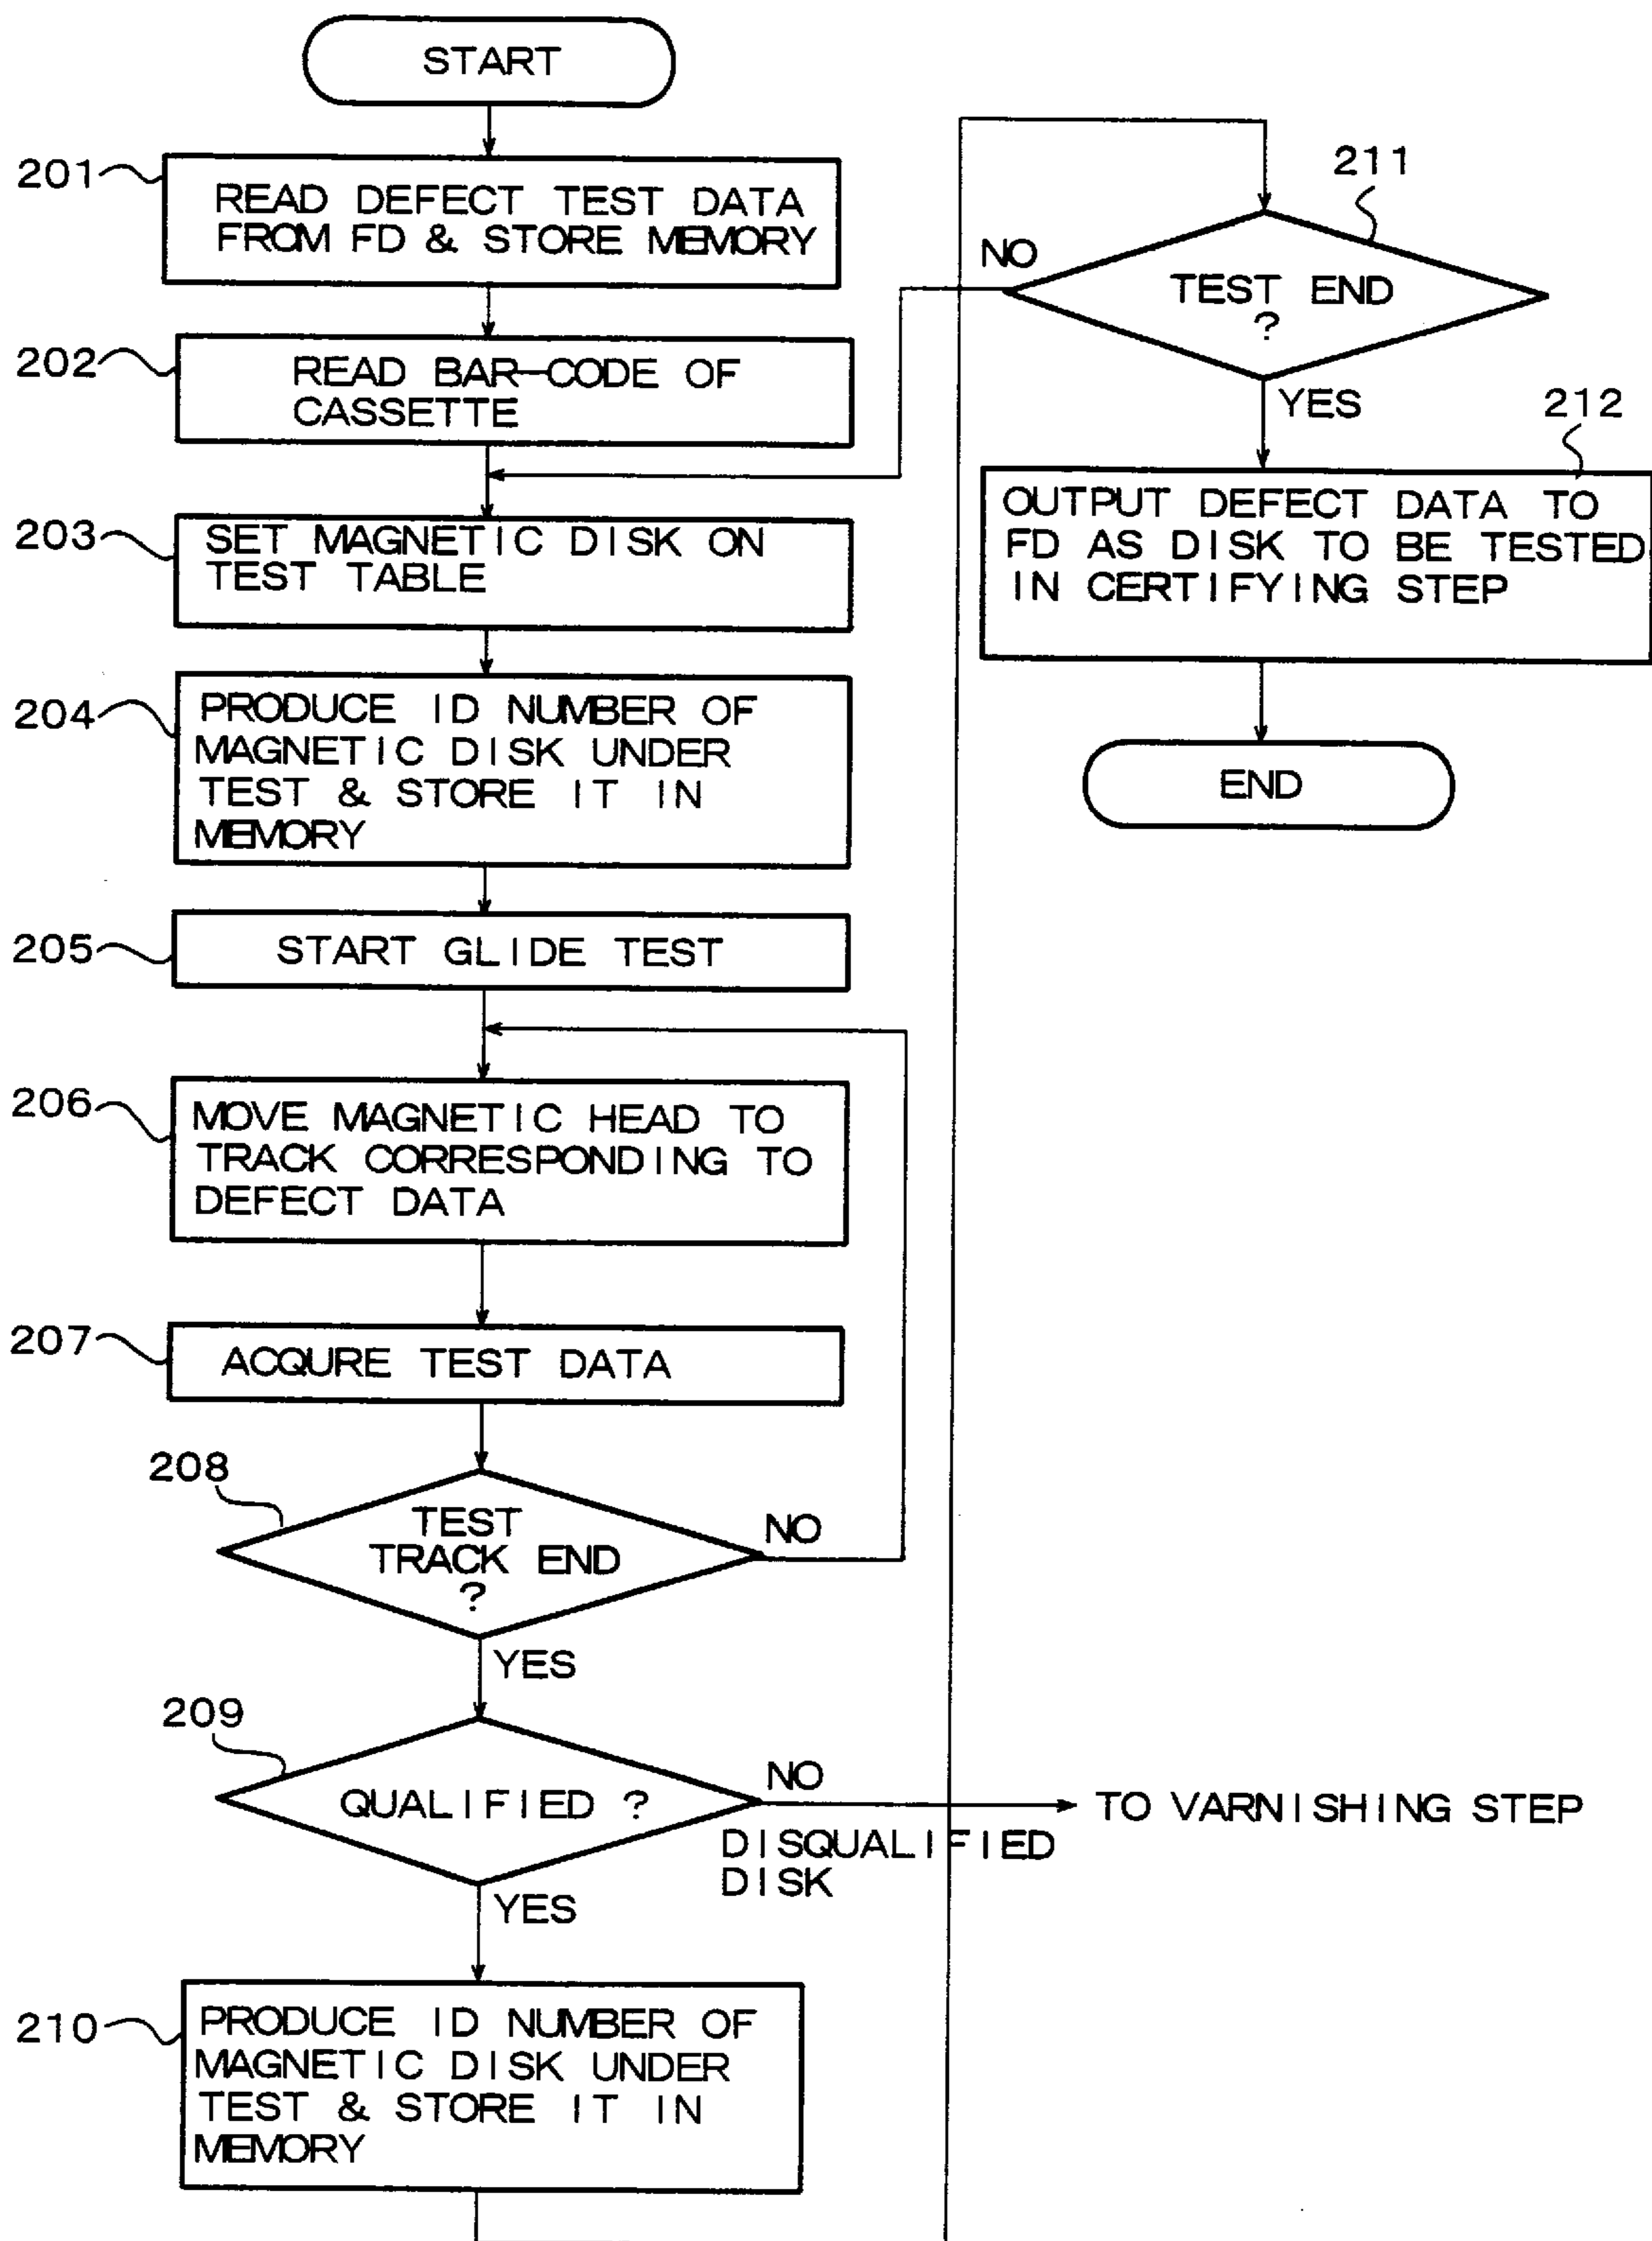 START
201
READ DEFECT TEST DATA
FROM FD & STORE MEMORY
202
READ BAR-CODE OF
CASSETTE
203
SET MAGNETIC DISK ON
TEST TABLE
204
PRODUCE ID NUMBER OF
MAGNETIC DISK UNDER
TEST & STORE IT IN
MEMORY
205
START GLIDE TEST
206
MOVE MAGNETIC HEAD TO
TRACK CORRESPONDING TO
DEFECT DATA
207
ACQURE TEST DATA
208
TEST
TRACK END
?
NO
YES
209
QUALIFIED ?
NO
DISQUALIFIED
DISK
TO VARNISHING STEP
YES
210
PRODUCE ID NUMBER OF
MAGNETIC DISK UNDER
TEST & STORE IT IN
MEMORY
211
TEST END
?
NO
YES
212
OUTPUT DEFECT DATA TO
FD AS DISK TO BE TESTED
IN CERTIFYING STEP
END